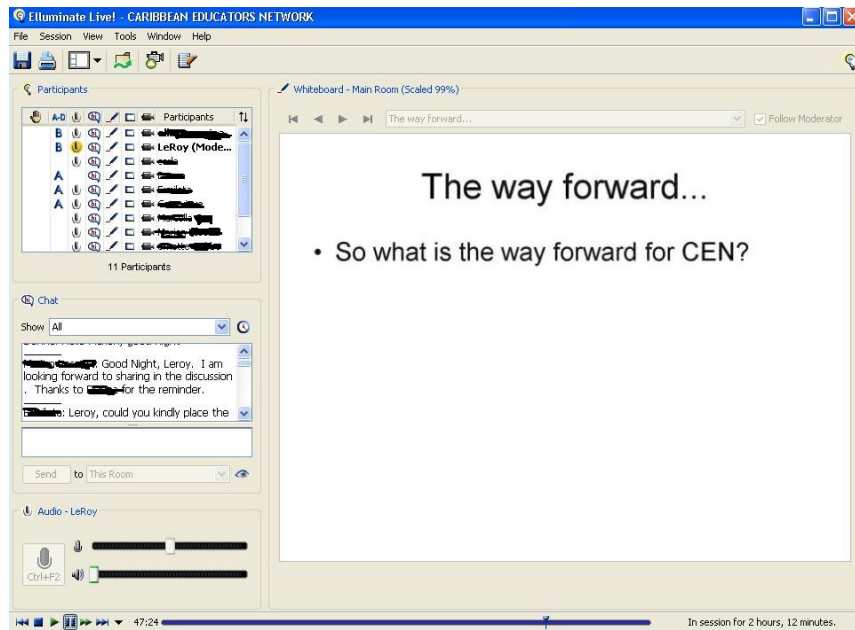 Elluminate Live! - CARIBBEAN EDUCATORS NETWORK
File Session View Tools Window Help
Participants
A-D Participants
B
B LeRoy (Mode...
A
A
A
11 Participants
Chat
Show All
Good Night, Leroy. I am
looking forward to sharing in the discussion
. Thanks to for the reminder.
: Leroy, could you kindly place the
Send to This Room
Audio - LeRoy
Ctrl+F2
47:24
Whiteboard - Main Room (Scaled 99%)
The way forward... Follow Moderator
The way forward...
• So what is the way forward for CEN?
In session for 2 hours, 12 minutes.